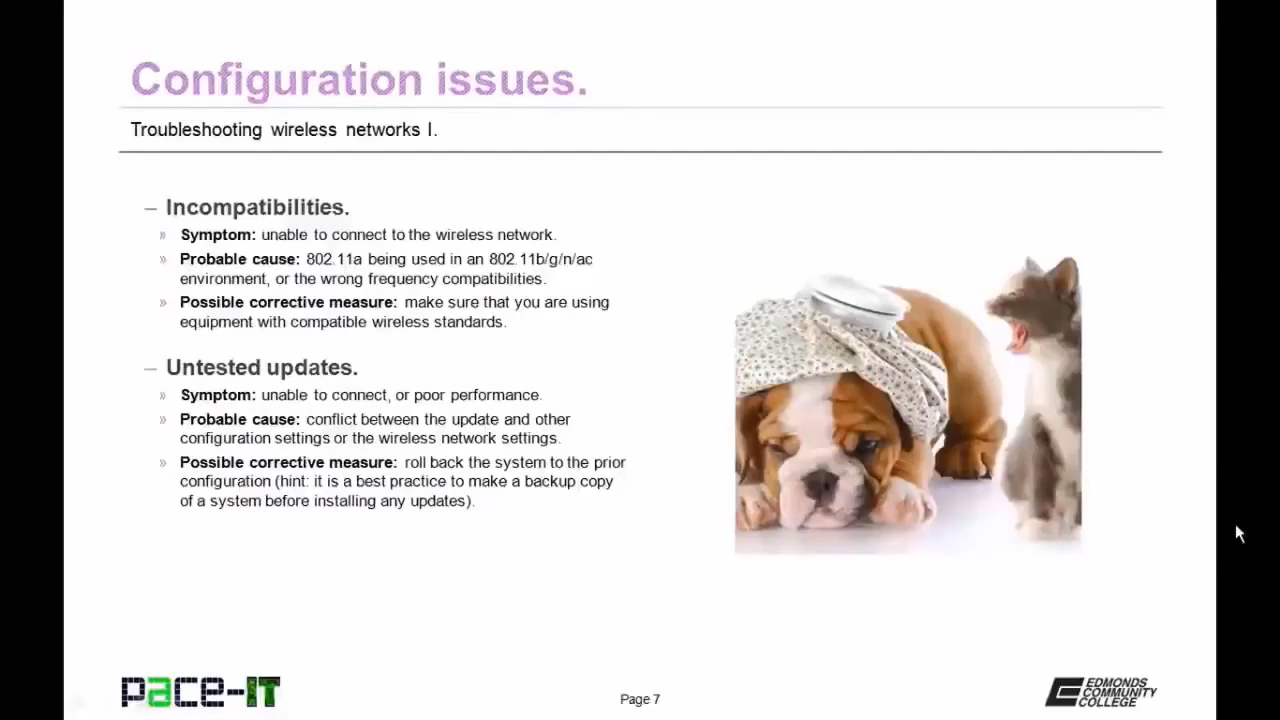 Configuration issues.
Troubleshooting wireless networks I.
– Incompatibilities.
» Symptom: unable to connect to the wireless network.
» Probable cause: 802.11a being used in an 802.11b/g/n/ac
environment, or the wrong frequency compatibilities.
» Possible corrective measure: make sure that you are using
equipment with compatible wireless standards.
– Untested updates.
» Symptom: unable to connect, or poor performance.
» Probable cause: conflict between the update and other
configuration settings or the wireless network settings.
» Possible corrective measure: roll back the system to the prior
configuration (hint: it is a best practice to make a backup copy
of a system before installing any updates).
pace-IT
Page 7
EDMONDS
COMMUNITY
COLLEGE